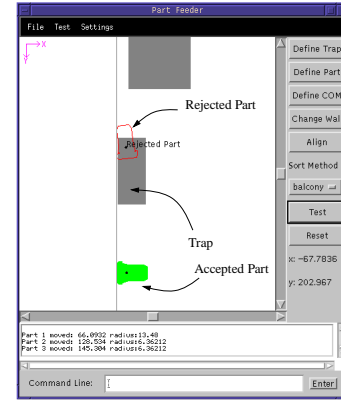 Part Feeder
File Test Settings
X
Y
Define Trap
Define Part
Define COM
Change Wal
Align
Sort Method
balcony
Test
Reset
x: -67.7836
y: 202.967
Rejected Part
Rejected Part
Trap
Accepted Part
Part 1 moved: 66.0932 radius:13.48
Part 2 moved: 128.534 radius:6.36212
Part 3 moved: 145.304 radius:6.36212
Command Line:
Enter